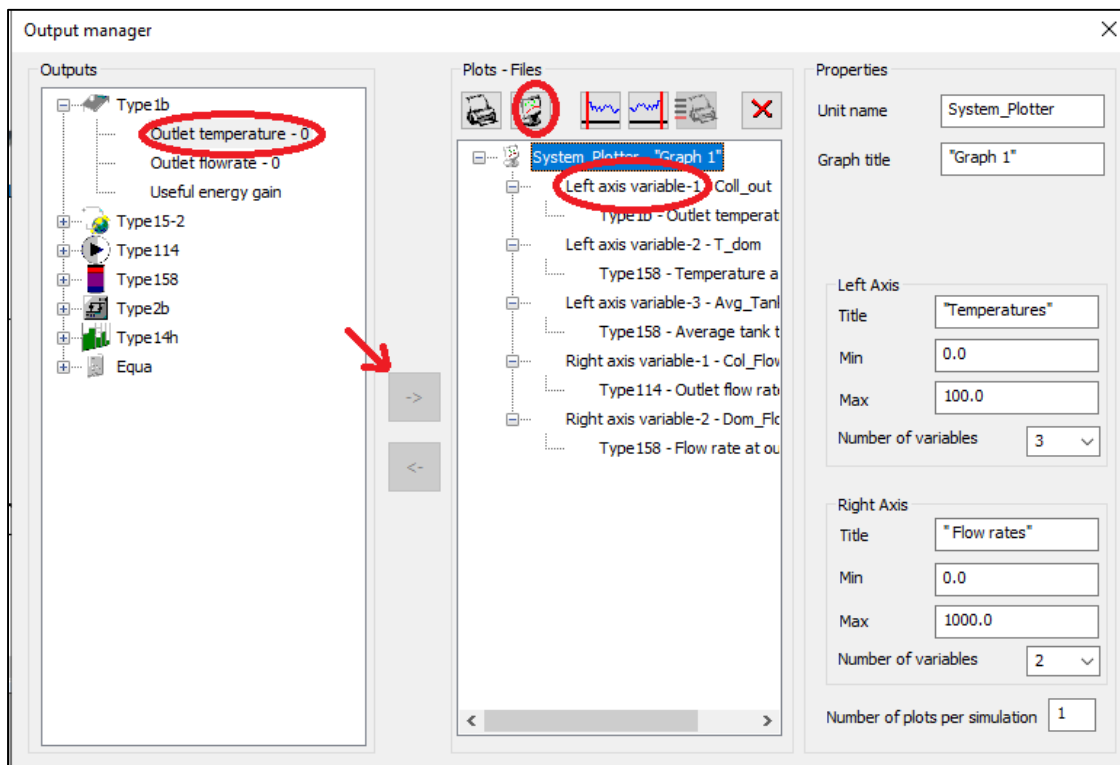 Output manager
Outputs
Type1b
Outlet temperature - 0
Outlet flowrate - 0
Useful energy gain
Type15-2
Type114
Type158
Type2b
Type14h
Equa
->
<-
Plots - Files
System_Plotter - "Graph 1"
Left axis variable-1 - Coll_out
Type1b - Outlet temperat
Left axis variable-2 - T_dom
Type158 - Temperature a
Left axis variable-3 - Avg_Tank
Type158 - Average tank t
Right axis variable-1 - Col_Flow
Type114 - Outlet flow rat
Right axis variable-2 - Dom_Flo
Type158 - Flow rate at ou
Properties
Unit name System_Plotter
Graph title "Graph 1"
Left Axis
Title "Temperatures"
Min 0.0
Max 100.0
Number of variables 3
Right Axis
Title "Flow rates"
Min 0.0
Max 1000.0
Number of variables 2
Number of plots per simulation 1